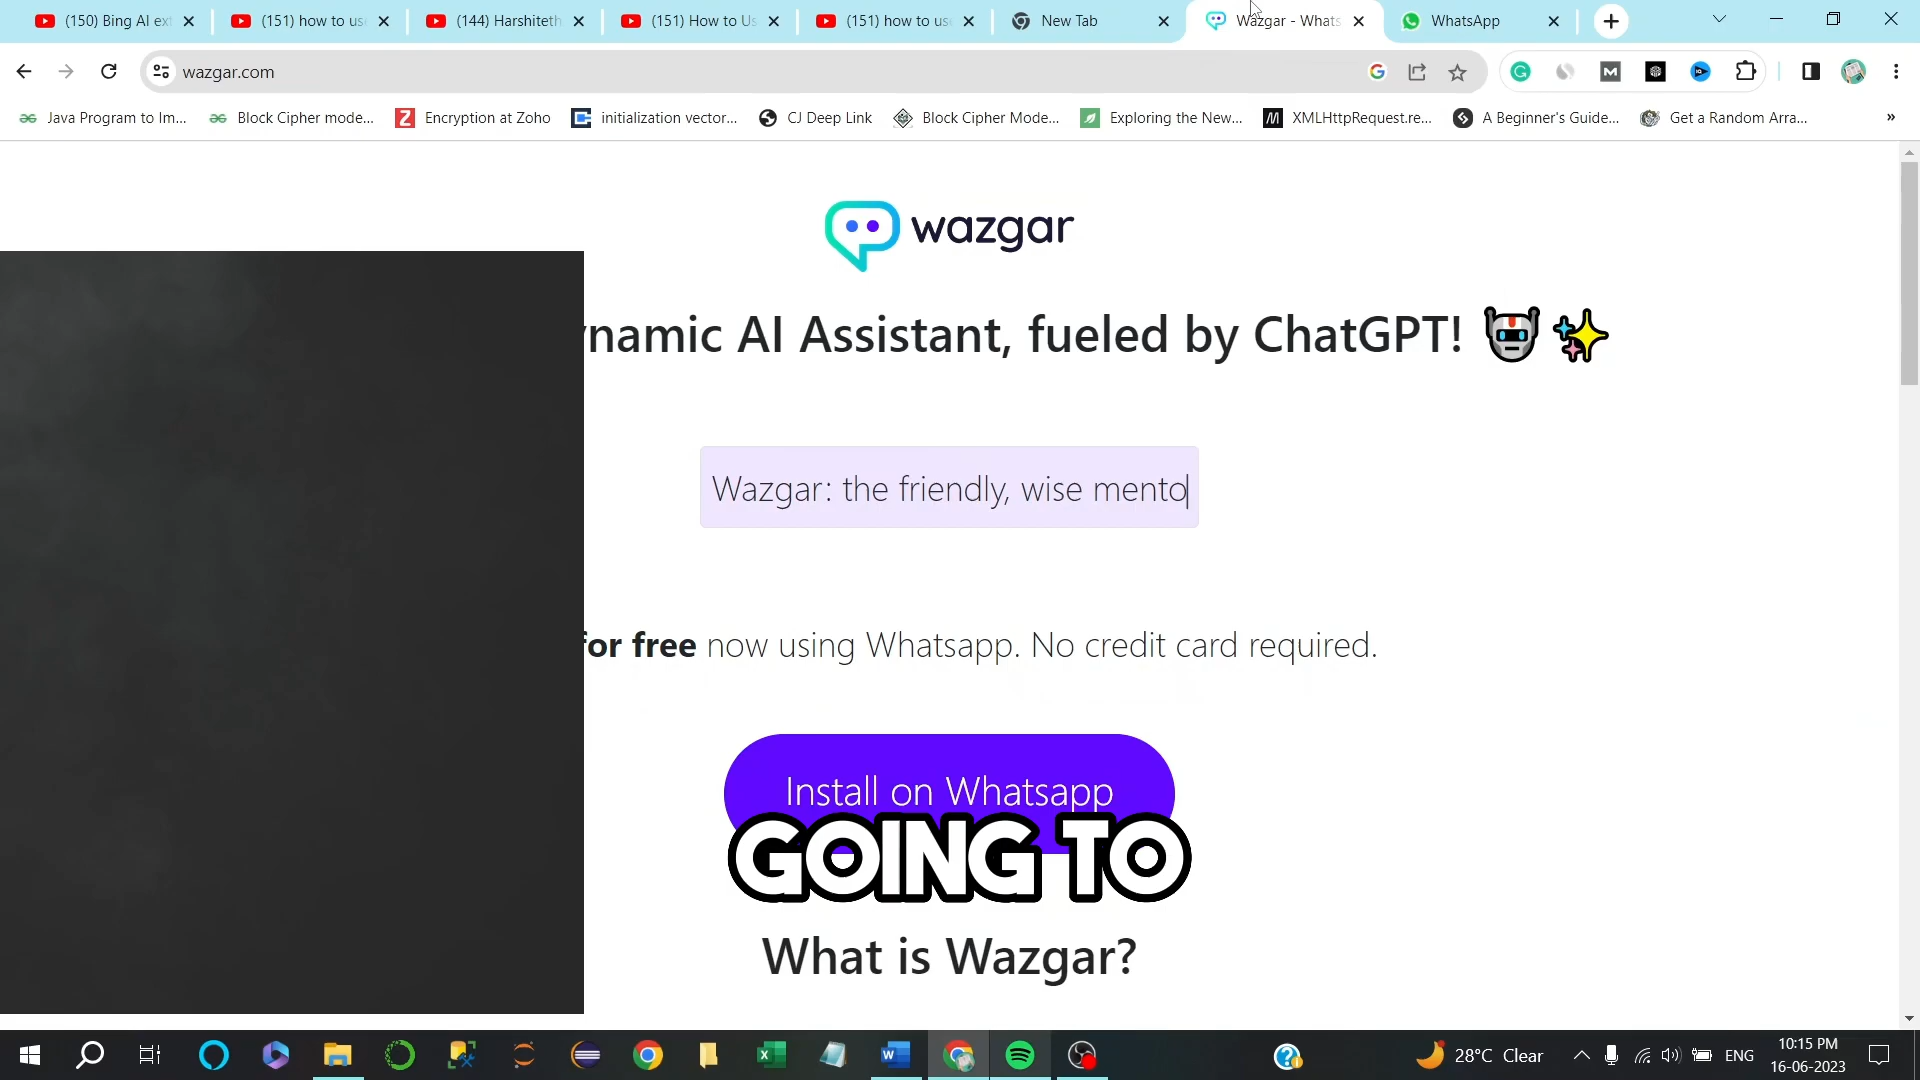 (150) Bing AI ext
(151) how to use
(144) Harshiteth
(151) How to Us
(151) how to use
New Tab
Wazgar - Whats
WhatsApp
wazgar.com
Java Program to Im...
Block Cipher mode...
Encryption at Zoho
initialization vector...
CJ Deep Link
Block Cipher Mode...
Exploring the New...
XMLHttpRequest.re...
A Beginner's Guide...
Get a Random Arra...
»
wazgar
ynamic AI Assistant, fueled by ChatGPT!
Wazgar: the friendly, wise mento
for free now using Whatsapp. No credit card required.
Install on Whatsapp
GOING TO
What is Wazgar?
28°C Clear
ENG
10:15 PM
16-06-2023